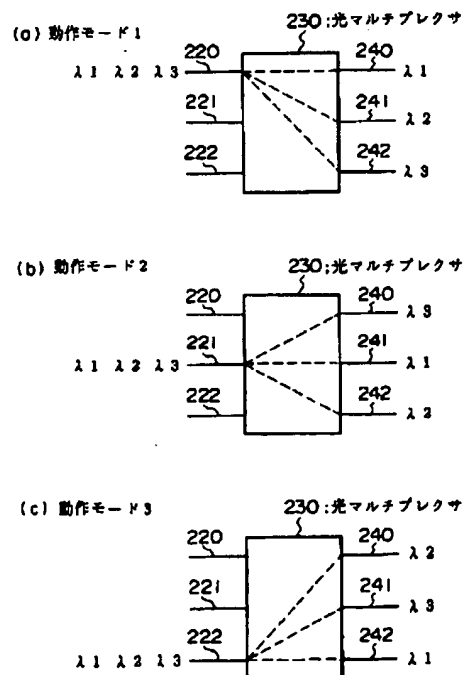 (a) 動作モード1
230:光マルチプレクサ
λ1 λ2 λ3 220 240 λ1
221 241 λ2
222 242 λ3
(b) 動作モード2
230:光マルチプレクサ
220 240 λ3
λ1 λ2 λ3 221 241 λ1
222 242 λ2
(c) 動作モード3
230:光マルチプレクサ
220 240 λ2
221 241 λ3
λ1 λ2 λ3 222 242 λ1